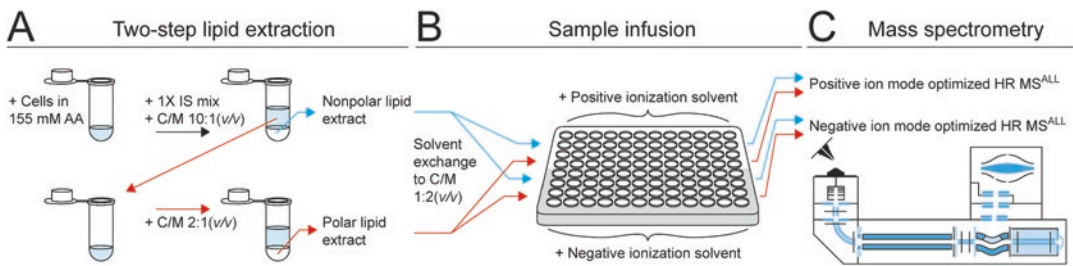 A Two-step lipid extraction
+ Cells in
155 mM AA
+ 1X IS mix
+ C/M 10:1(v/v)
Nonpolar lipid
extract
+ C/M 2:1(v/v)
Polar lipid
extract
B Sample infusion
Solvent
exchange
to C/M
1:2(v/v)
+ Positive ionization solvent
+ Negative ionization solvent
C Mass spectrometry
Positive ion mode optimized HR MSᴬᴸᴸ
Negative ion mode optimized HR MSᴬᴸᴸ